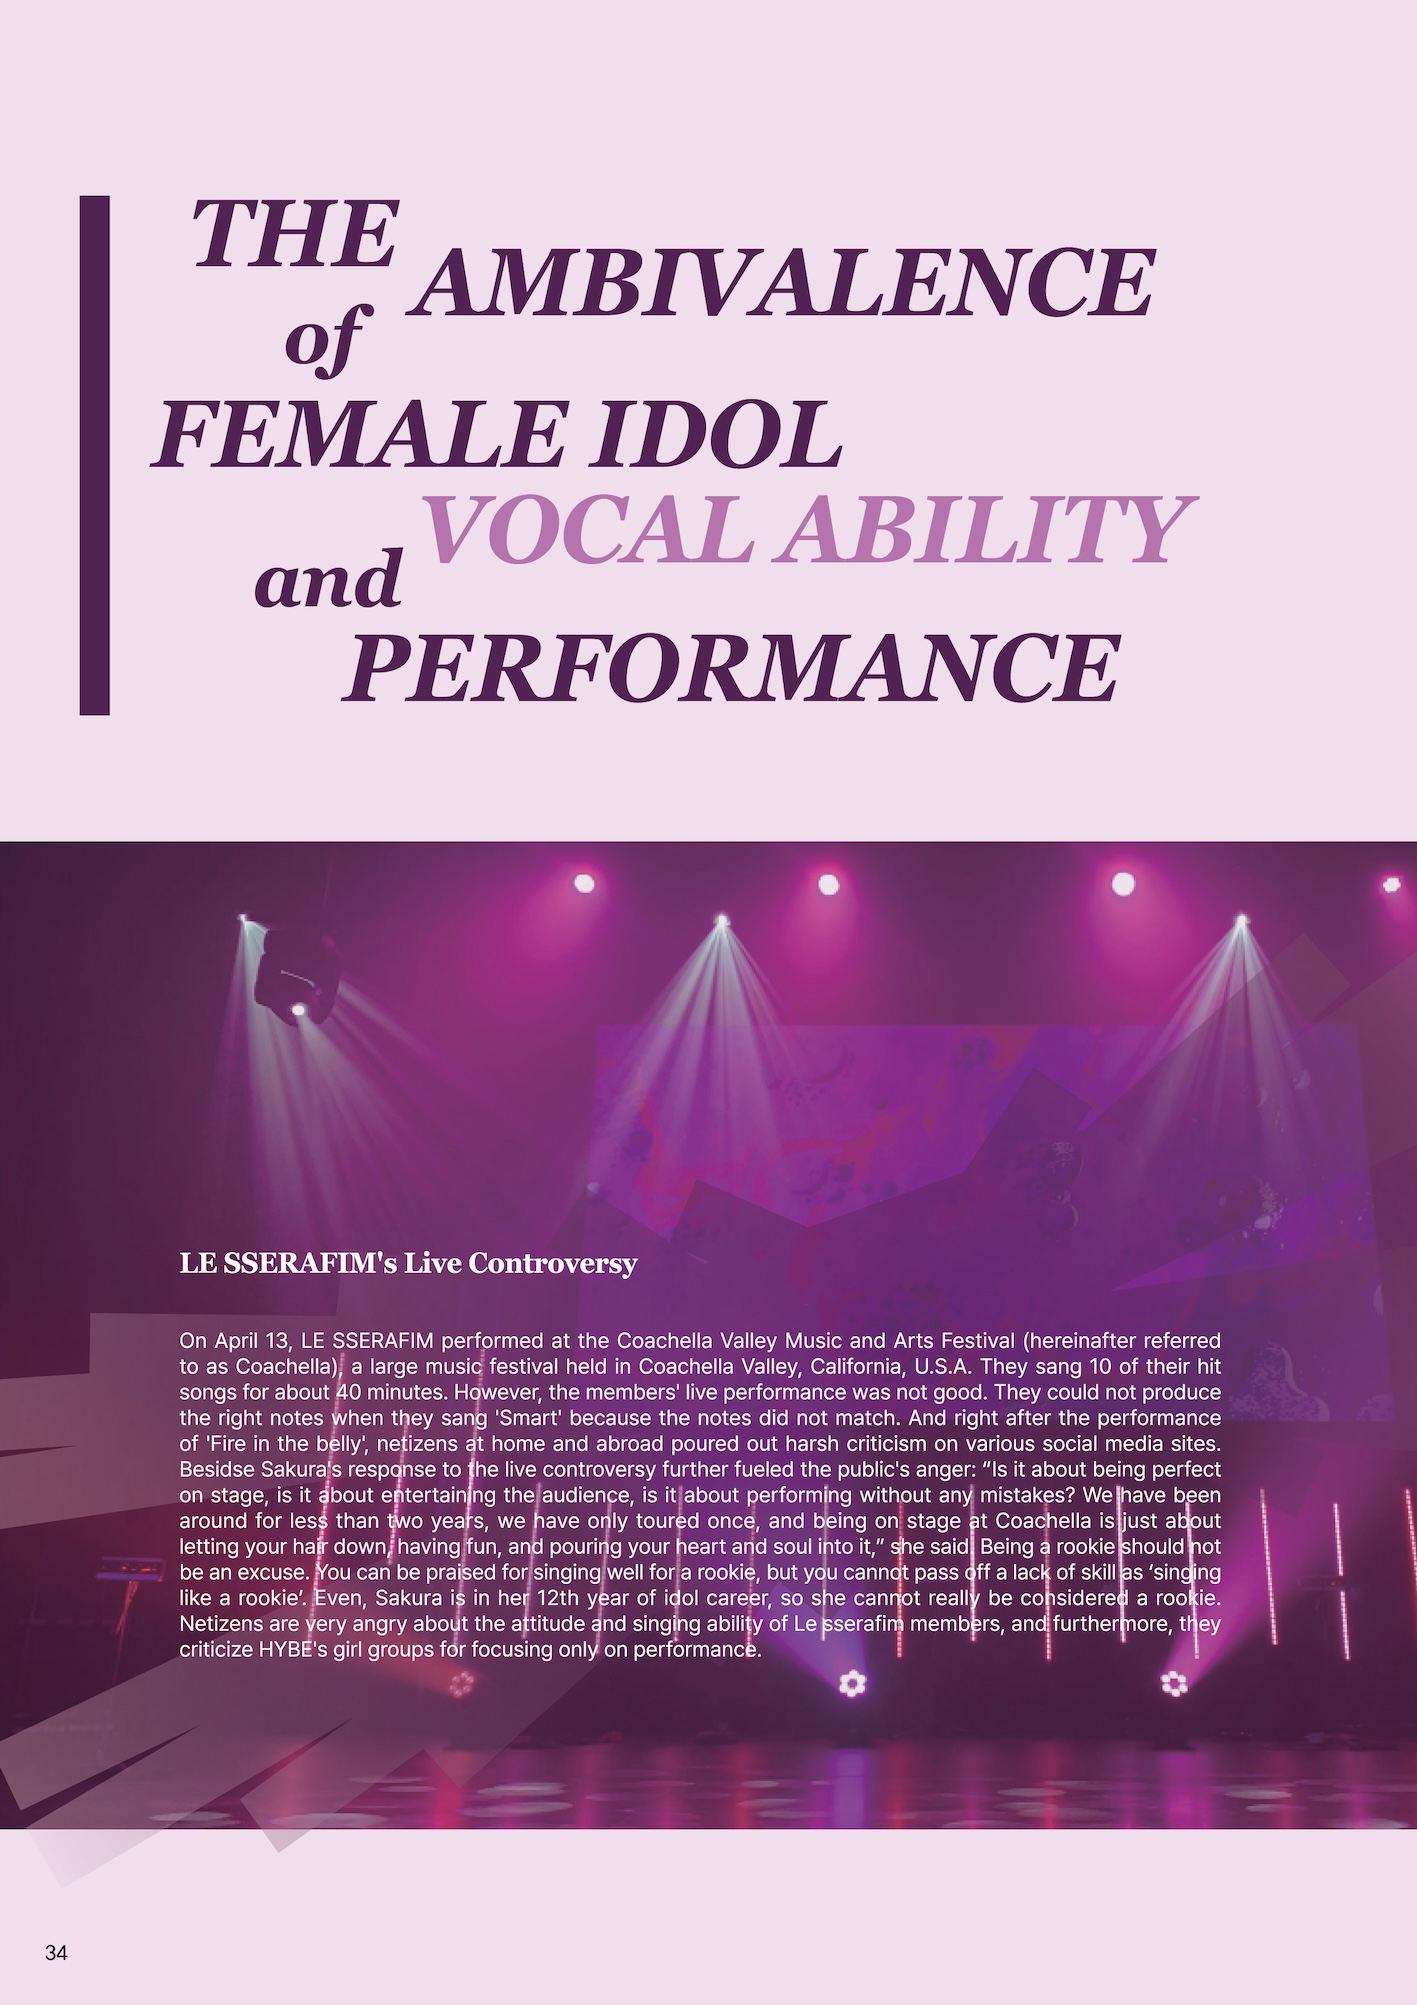 THE
AMBIVALENCE
of
FEMALE IDOL
VOCAL ABILITY
and
PERFORMANCE
LE SSERAFIM's Live Controversy
On April 13, LE SSERAFIM performed at the Coachella Valley Music and Arts Festival (hereinafter referred
to as Coachella), a large music festival held in Coachella Valley, California, U.S.A. They sang 10 of their hit
songs for about 40 minutes. However, the members' live performance was not good. They could not produce
the right notes when they sang 'Smart' because the notes did not match. And right after the performance
of 'Fire in the belly', netizens at home and abroad poured out harsh criticism on various social media sites.
Besidse Sakura's response to the live controversy further fueled the public's anger: “Is it about being perfect
on stage, is it about entertaining the audience, is it about performing without any mistakes? We have been
around for less than two years, we have only toured once, and being on stage at Coachella is just about
letting your hair down, having fun, and pouring your heart and soul into it,” she said. Being a rookie should not
be an excuse. You can be praised for singing well for a rookie, but you cannot pass off a lack of skill as ‘singing
like a rookie‘. Even, Sakura is in her 12th year of idol career, so she cannot really be considered a rookie.
Netizens are very angry about the attitude and singing ability of Le sserafim members, and furthermore, they
criticize HYBE's girl groups for focusing only on performance.
34